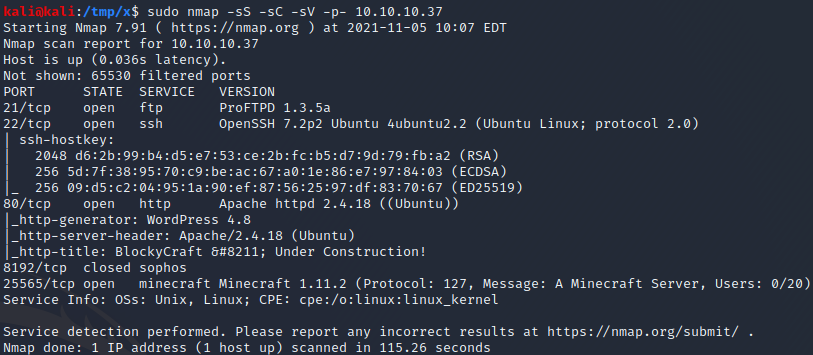 kali@kali:/tmp/x$ sudo nmap -sS -sC -sV -p- 10.10.10.37
Starting Nmap 7.91 ( https://nmap.org ) at 2021-11-05 10:07 EDT
Nmap scan report for 10.10.10.37
Host is up (0.036s latency).
Not shown: 65530 filtered ports
PORT      STATE  SERVICE   VERSION
21/tcp    open   ftp       ProFTPD 1.3.5a
22/tcp    open   ssh       OpenSSH 7.2p2 Ubuntu 4ubuntu2.2 (Ubuntu Linux; protocol 2.0)
| ssh-hostkey:
|   2048 d6:2b:99:b4:d5:e7:53:ce:2b:fc:b5:d7:9d:79:fb:a2 (RSA)
|   256 5d:7f:38:95:70:c9:be:ac:67:a0:1e:86:e7:97:84:03 (ECDSA)
|_  256 09:d5:c2:04:95:1a:90:ef:87:56:25:97:df:83:70:67 (ED25519)
80/tcp    open   http      Apache httpd 2.4.18 ((Ubuntu))
|_http-generator: WordPress 4.8
|_http-server-header: Apache/2.4.18 (Ubuntu)
|_http-title: BlockyCraft &#8211; Under Construction!
8192/tcp  closed sophos
25565/tcp open   minecraft Minecraft 1.11.2 (Protocol: 127, Message: A Minecraft Server, Users: 0/20)
Service Info: OSs: Unix, Linux; CPE: cpe:/o:linux:linux_kernel

Service detection performed. Please report any incorrect results at https://nmap.org/submit/ .
Nmap done: 1 IP address (1 host up) scanned in 115.26 seconds